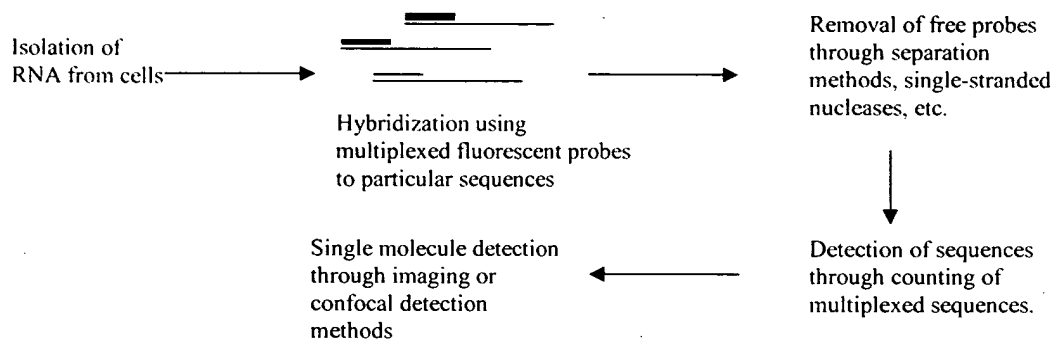 Isolation of
RNA from cells
Hybridization using
multiplexed fluorescent probes
to particular sequences
Removal of free probes
through separation
methods, single-stranded
nucleases, etc.
Detection of sequences
through counting of
multiplexed sequences.
Single molecule detection
through imaging or
confocal detection
methods